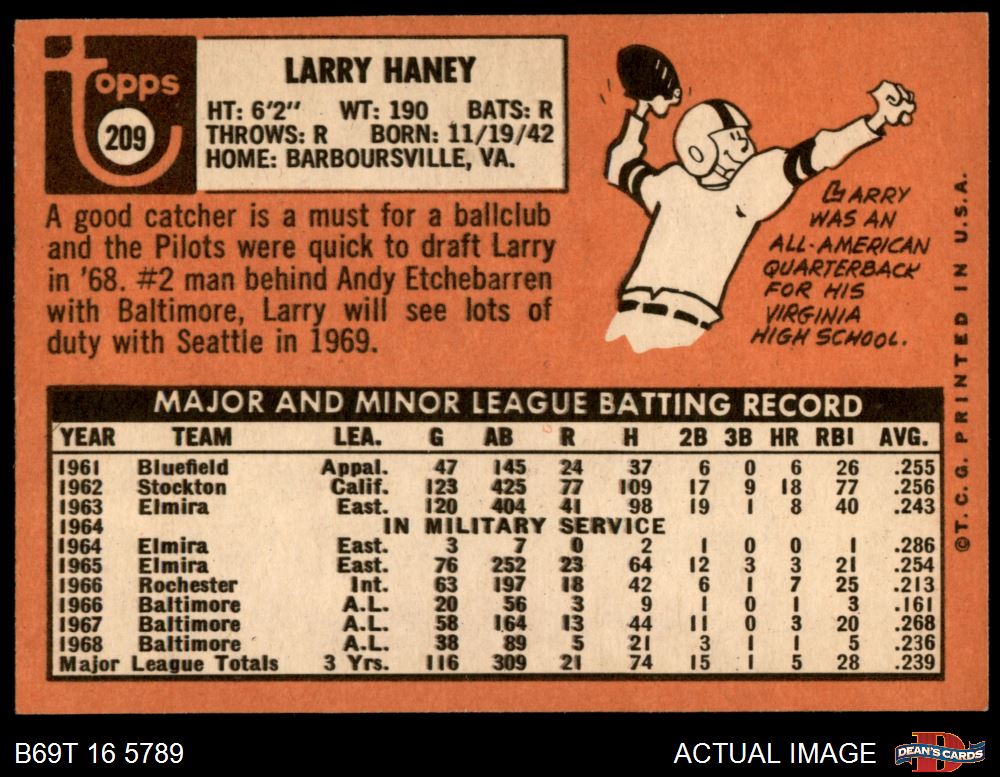 Topps
209
LARRY HANEY
HT: 6'2" WT: 190 BATS: R
THROWS: R BORN: 11/19/42
HOME: BARBOURSVILLE, VA.
A good catcher is a must for a ballclub
and the Pilots were quick to draft Larry
in '68. #2 man behind Andy Etchebarren
with Baltimore, Larry will see lots of
duty with Seattle in 1969.
LARRY
WAS AN
ALL-AMERICAN
QUARTERBACK
FOR HIS
VIRGINIA
HIGH SCHOOL.
MAJOR AND MINOR LEAGUE BATTING RECORD
YEAR TEAM LEA. G AB R H 2B 3B HR RBI AVG.
1961 Bluefield Appal. 47 145 24 37 6 0 6 26 .255
1962 Stockton Calif. 123 425 77 109 17 9 18 77 .256
1963 Elmira East. 120 404 41 98 19 1 8 40 .243
1964 IN MILITARY SERVICE
1964 Elmira East. 3 7 0 2 1 0 0 1 .286
1965 Elmira East. 76 252 23 64 12 3 3 21 .254
1966 Rochester Int. 63 197 18 42 6 1 7 25 .213
1966 Baltimore A.L. 20 56 3 9 1 0 1 3 .161
1967 Baltimore A.L. 58 164 13 44 11 0 3 20 .268
1968 Baltimore A.L. 38 89 5 21 3 1 1 5 .236
Major League Totals 3 Yrs. 116 309 21 74 15 1 5 28 .239
©T.C.G. PRINTED IN U.S.A.
B69T 16 5789
ACTUAL IMAGE
DEAN'S CARDS